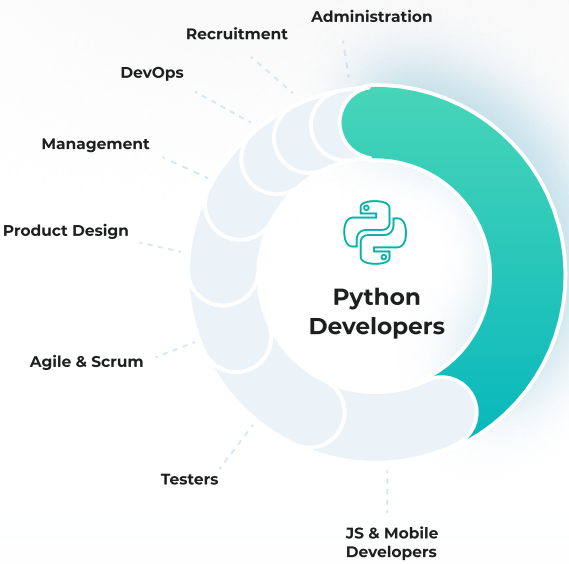 Administration
Recruitment
DevOps
Management
Product Design
Python
Developers
Agile & Scrum
Testers
JS & Mobile
Developers